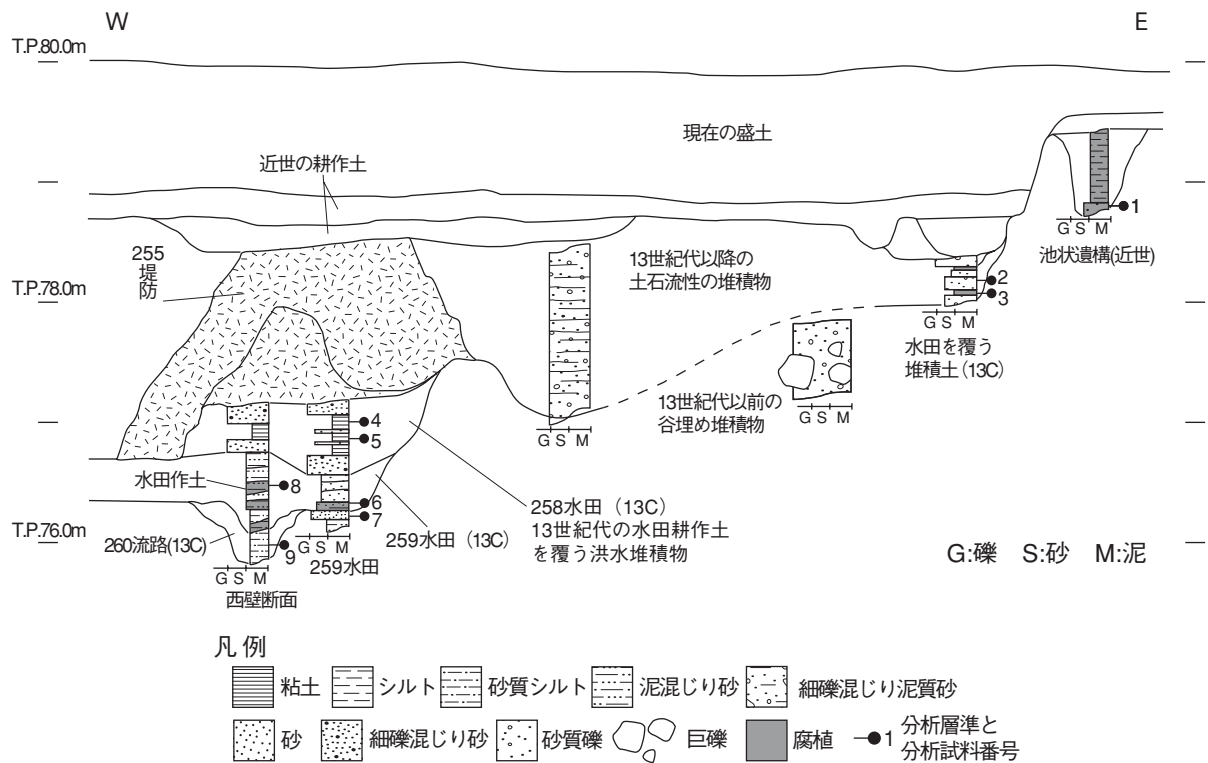 W
E
T.P.80.0m
現在の盛土
近世の耕作土
1
G S M
池状遺構(近世)
255
堤防
13世紀代以降の
土石流性の堆積物
T.P.78.0m
2
3
G S M
水田を覆う
堆積土(13C)
G S M
13世紀代以前の
谷埋め堆積物
G S M
4
5
水田作土
8
6
7
258水田(13C)
13世紀代の水田耕作土
を覆う洪水堆積物
259水田(13C)
T.P.76.0m
260流路(13C)
9
G S M
259水田
G S M
西壁断面
G:礫 S:砂 M:泥
凡例
粘土 シルト 砂質シルト 泥混じり砂 細礫混じり泥質砂
砂 細礫混じり砂 砂質礫 巨礫 腐植 1 分析層準と
分析試料番号